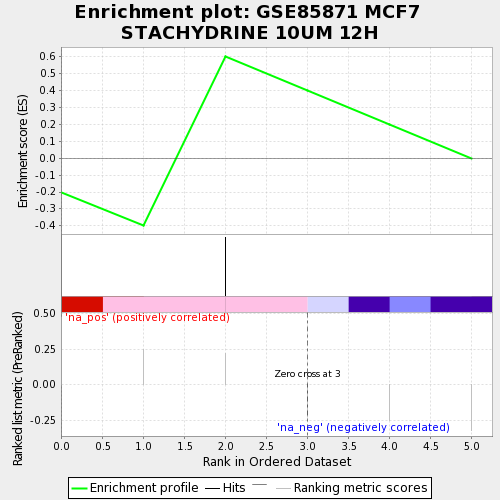 Enrichment plot: GSE85871 MCF7
STACHYDRINE 10UM 12H
Enrichment score (ES)
0.6
0.5
0.4
0.3
0.2
0.1
0.0
-0.1
-0.2
-0.3
-0.4
Ranked list metric (PreRanked)
0.50
0.25
0.00
-0.25
'na_pos' (positively correlated)
Zero cross at 3
'na_neg' (negatively correlated)
0.0 0.5 1.0 1.5 2.0 2.5 3.0 3.5 4.0 4.5 5.0
Rank in Ordered Dataset
Enrichment profile Hits Ranking metric scores